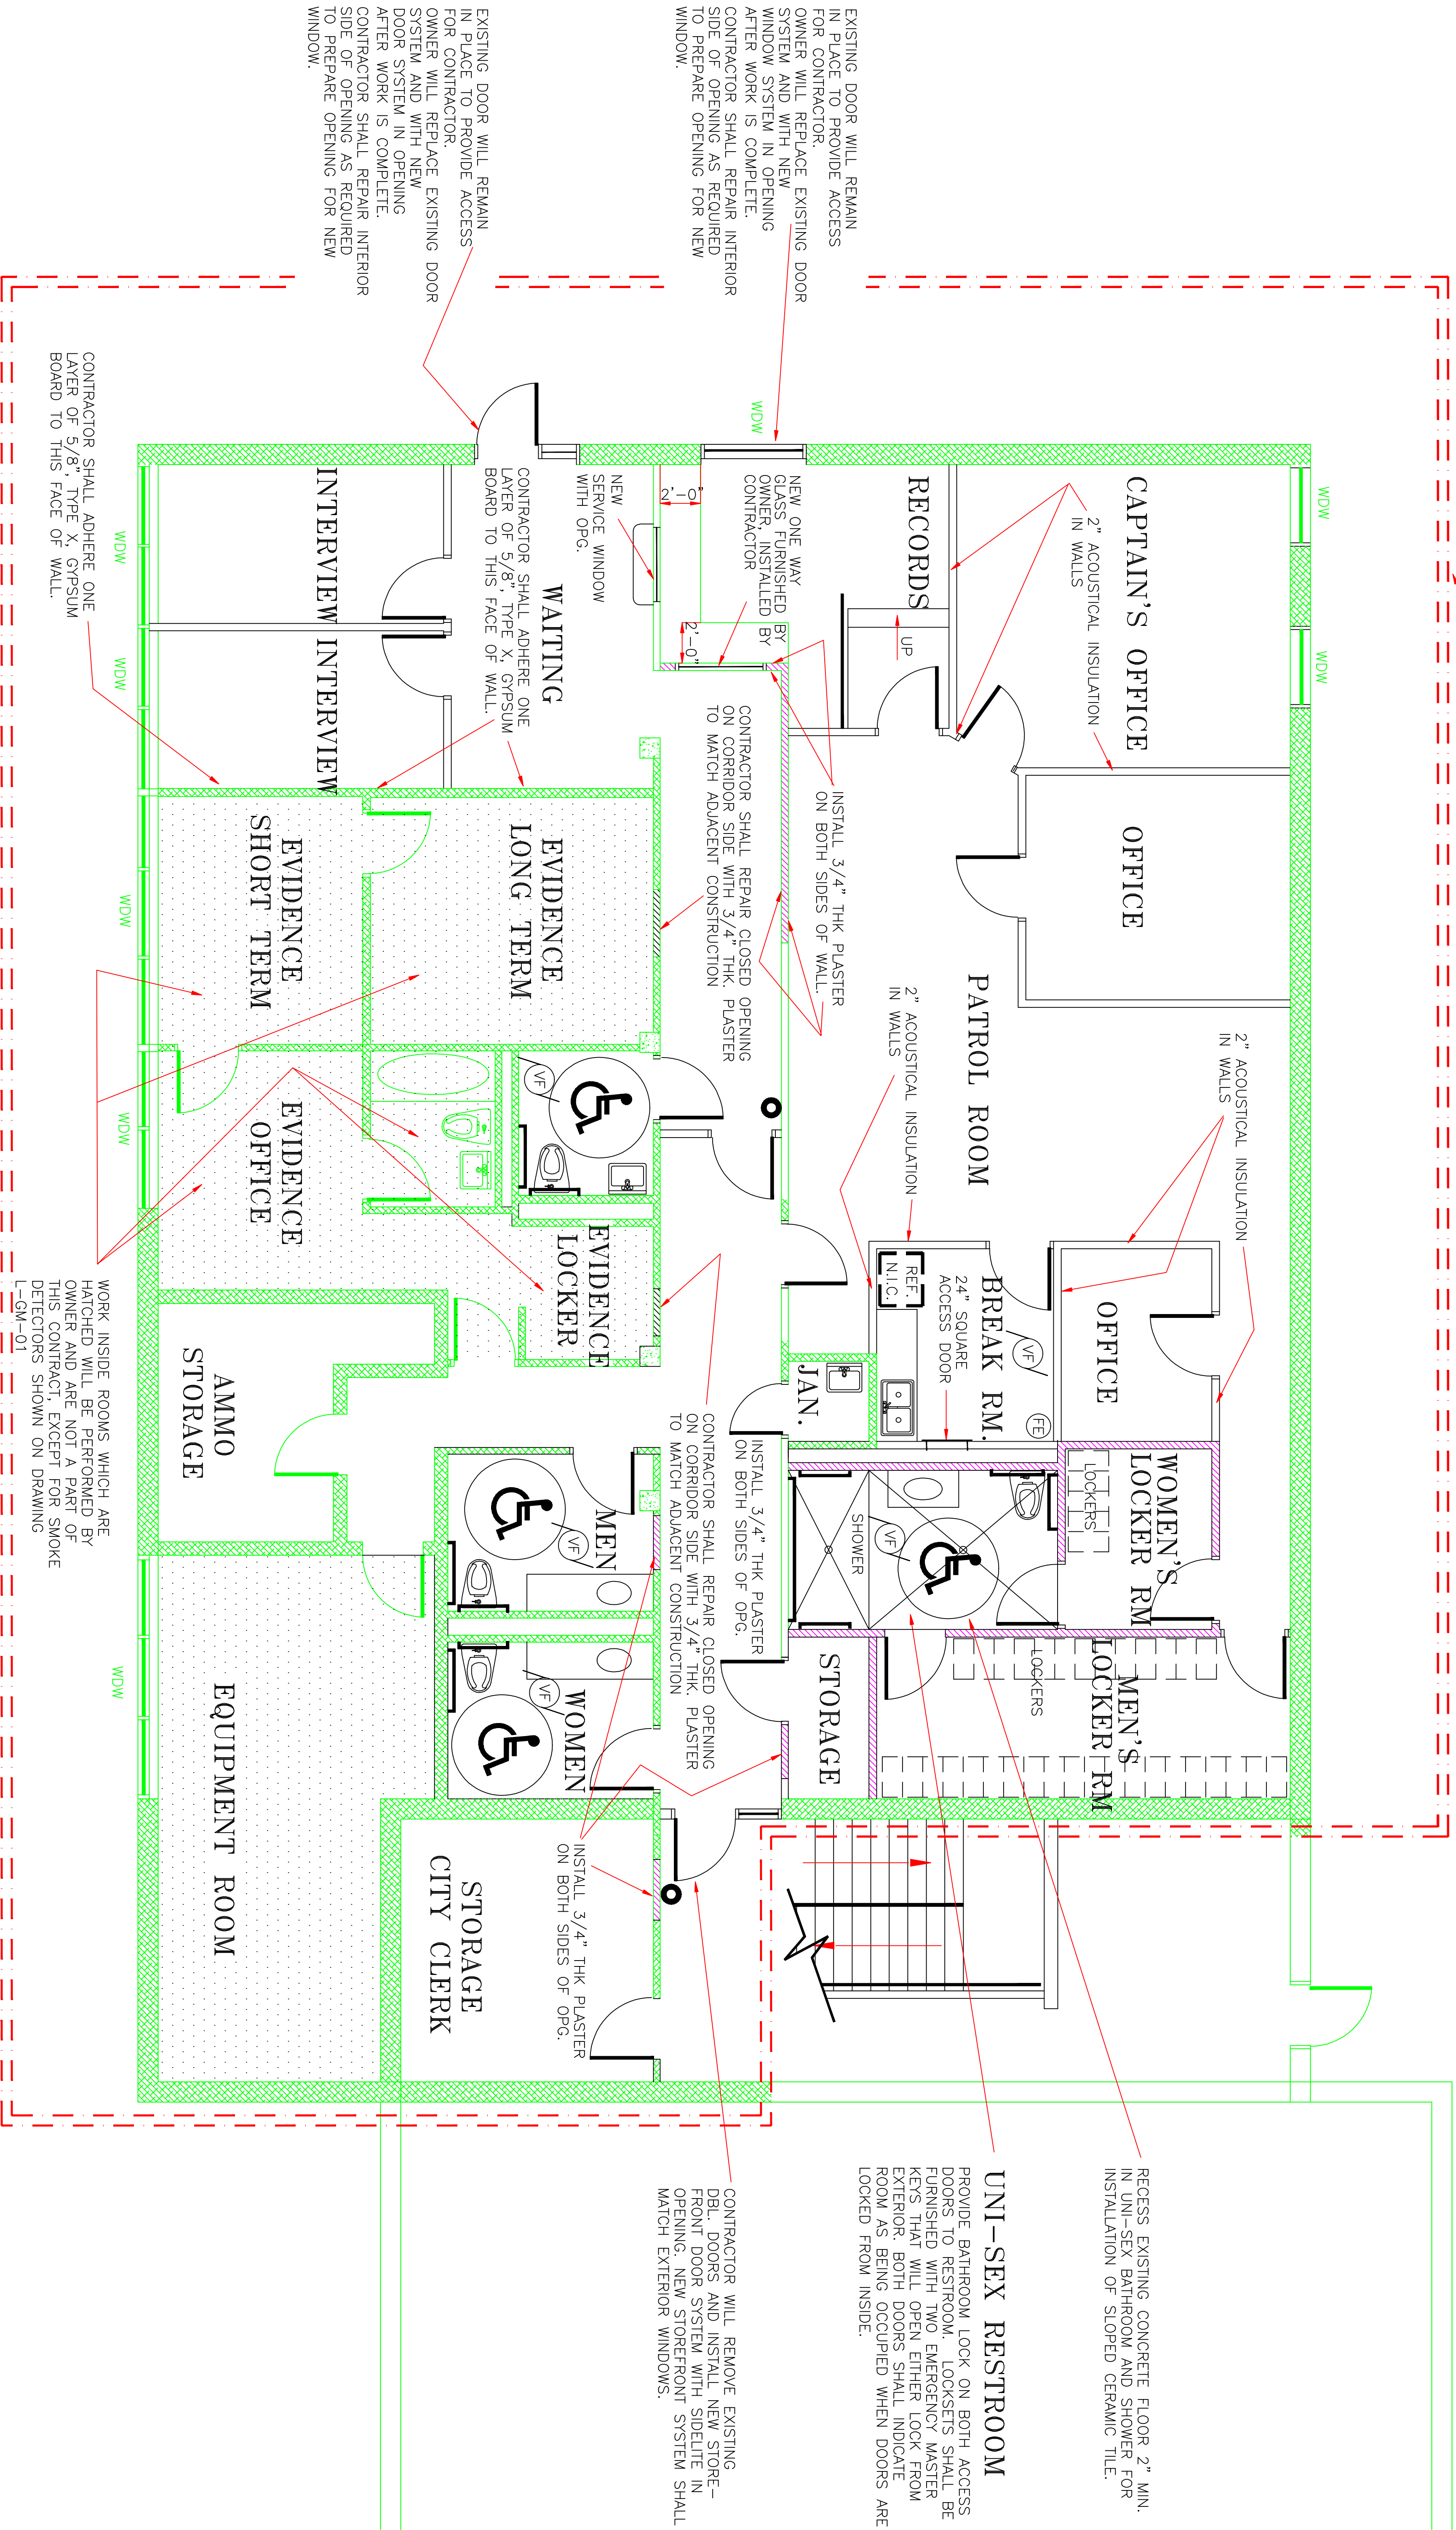 EXISTING DOOR WILL REMAIN
IN PLACE TO PROVIDE ACCESS
FOR CONTRACTOR.
OWNER WILL REPLACE EXISTING DOOR
SYSTEM AND WITH NEW
WINDOW SYSTEM IN OPENING
AFTER WORK IS COMPLETE.
CONTRACTOR SHALL REPAIR INTERIOR
SIDE OF OPENING AS REQUIRED
TO PREPARE OPENING FOR NEW
WINDOW.
EXISTING DOOR WILL REMAIN
IN PLACE TO PROVIDE ACCESS
FOR CONTRACTOR.
OWNER WILL REPLACE EXISTING DOOR
SYSTEM AND WITH NEW
DOOR SYSTEM IN OPENING
AFTER WORK IS COMPLETE.
CONTRACTOR SHALL REPAIR INTERIOR
SIDE OF OPENING AS REQUIRED
TO PREPARE OPENING FOR NEW
WINDOW.
WDW
WDW
WDW
CAPTAIN'S OFFICE
2" ACOUSTICAL INSULATION
IN WALLS
OFFICE
2" ACOUSTICAL INSULATION
IN WALLS
RECORDS
UP
NEW ONE WAY
GLASS FURNISHED BY
OWNER, INSTALLED BY
CONTRACTOR
2'-0"
2'-0"
NEW
SERVICE WINDOW
WITH OPG.
PATROL ROOM
2" ACOUSTICAL INSULATION
IN WALLS
INSTALL 3/4" THK PLASTER
ON BOTH SIDES OF WALL.
CONTRACTOR SHALL REPAIR CLOSED OPENING
ON CORRIDOR SIDE WITH 3/4" THK. PLASTER
TO MATCH ADJACENT CONSTRUCTION
WAITING
CONTRACTOR SHALL ADHERE ONE
LAYER OF 5/8", TYPE X, GYPSUM
BOARD TO THIS FACE OF WALL.
INTERVIEW
INTERVIEW
CONTRACTOR SHALL ADHERE ONE
LAYER OF 5/8", TYPE X, GYPSUM
BOARD TO THIS FACE OF WALL.
WDW
WDW
WDW
WDW
WDW
EVIDENCE
LONG TERM
EVIDENCE
SHORT TERM
EVIDENCE
OFFICE
VF
EVIDENCE
LOCKER
OFFICE
BREAK RM.
VF
FE
REF.
N.I.C.
24" SQUARE
ACCESS DOOR
JAN.
WOMEN'S
LOCKER RM
LOCKERS
SHOWER
VF
MEN'S
LOCKER RM
LOCKERS
STORAGE
INSTALL 3/4" THK PLASTER
ON BOTH SIDES OF OPG.
CONTRACTOR SHALL REPAIR CLOSED OPENING
ON CORRIDOR SIDE WITH 3/4" THK. PLASTER
TO MATCH ADJACENT CONSTRUCTION
MEN
VF
WOMEN
VF
AMMO
STORAGE
EQUIPMENT ROOM
STORAGE
CITY CLERK
INSTALL 3/4" THK PLASTER
ON BOTH SIDES OF OPG.
WORK INSIDE ROOMS WHICH ARE
HATCHED WILL BE PERFORMED BY
OWNER AND ARE NOT A PART OF
THIS CONTRACT, EXCEPT FOR SMOKE
DETECTORS SHOWN ON DRAWING
L-GM-01
RECESS EXISTING CONCRETE FLOOR 2" MIN.
IN UNI-SEX BATHROOM AND SHOWER FOR
INSTALLATION OF SLOPED CERAMIC TILE.
UNI-SEX RESTROOM
PROVIDE BATHROOM LOCK ON BOTH ACCESS
DOORS TO RESTROOM. LOCKSETS SHALL BE
FURNISHED WITH TWO EMERGENCY MASTER
KEYS THAT WILL OPEN EITHER LOCK FROM
EXTERIOR. BOTH DOORS SHALL INDICATE
ROOM AS BEING OCCUPIED WHEN DOORS ARE
LOCKED FROM INSIDE.
CONTRACTOR WILL REMOVE EXISTING
DBL. DOORS AND INSTALL NEW STORE-
FRONT DOOR SYSTEM WITH SIDELITE IN
OPENING. NEW STOREFRONT SYSTEM SHALL
MATCH EXTERIOR WINDOWS.